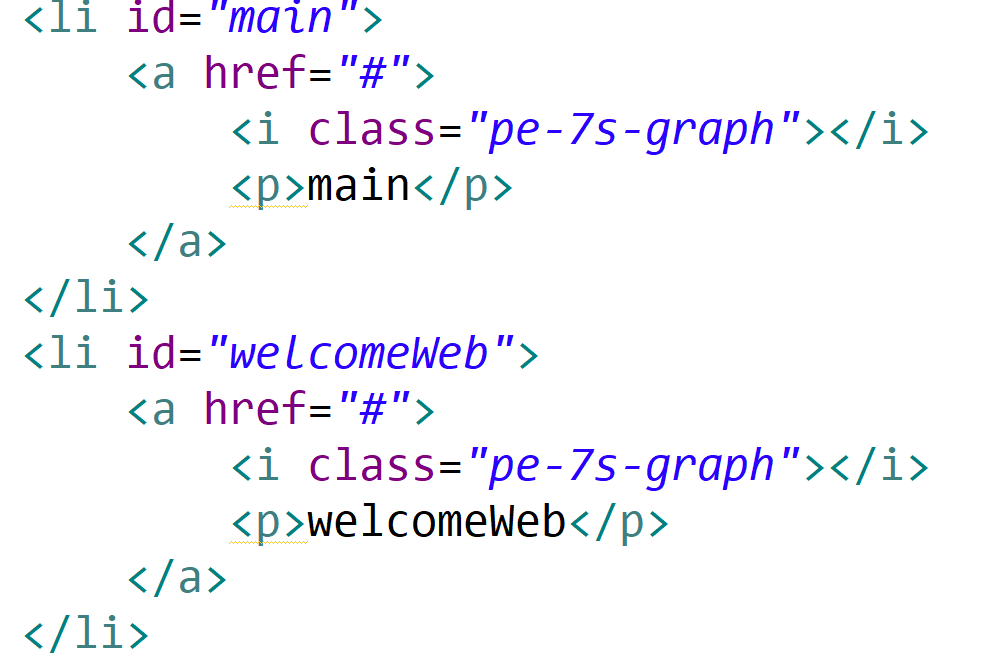 <li id="main">
<a href="#">
<i class="pe-7s-graph"></i>
<p>main</p>
</a>
</li>
<li id="welcomeWeb">
<a href="#">
<i class="pe-7s-graph"></i>
<p>welcomeWeb</p>
</a>
</li>